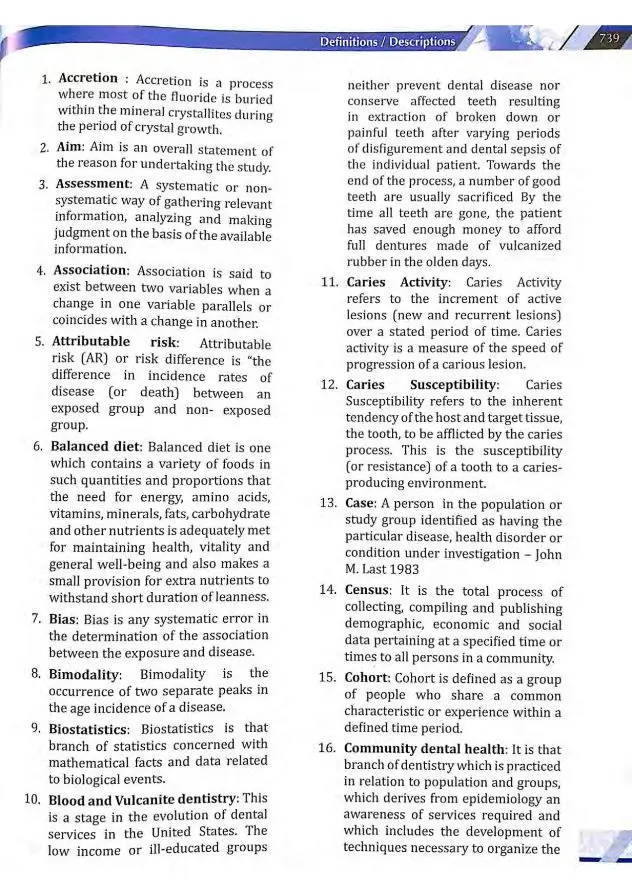 Definitions / Descriptions
739
1. Accretion : Accretion is a process
where most of the fluoride is buried
within the mineral crystallites during
the period of crystal growth.
2. Aim: Aim is an overall statement of
the reason for undertaking the study.
3. Assessment: A systematic or non-
systematic way of gathering relevant
information, analyzing and making
judgment on the basis of the available
information.
4. Association: Association is said to
exist between two variables when a
change in one variable parallels or
coincides with a change in another.
5. Attributable risk: Attributable
risk (AR) or risk difference is "the
difference in incidence rates of
disease (or death) between an
exposed group and non- exposed
group.
6. Balanced diet: Balanced diet is one
which contains a variety of foods in
such quantities and proportions that
the need for energy, amino acids,
vitamins, minerals, fats, carbohydrate
and other nutrients is adequately met
for maintaining health, vitality and
general well-being and also makes a
small provision for extra nutrients to
withstand short duration of leanness.
7. Bias: Bias is any systematic error in
the determination of the association
between the exposure and disease.
8. Bimodality: Bimodality is the
occurrence of two separate peaks in
the age incidence of a disease.
9. Biostatistics: Biostatistics is that
branch of statistics concerned with
mathematical facts and data related
to biological events.
10. Blood and Vulcanite dentistry: This
is a stage in the evolution of dental
services in the United States. The
low income or ill-educated groups
neither prevent dental disease nor
conserve affected teeth resulting
in extraction of broken down or
painful teeth after varying periods
of disfigurement and dental sepsis of
the individual patient. Towards the
end of the process, a number of good
teeth are usually sacrificed By the
time all teeth are gone, the patient
has saved enough money to afford
full dentures made of vulcanized
rubber in the olden days.
11. Caries Activity: Caries Activity
refers to the increment of active
lesions (new and recurrent lesions)
over a stated period of time. Caries
activity is a measure of the speed of
progression of a carious lesion.
12. Caries Susceptibility: Caries
Susceptibility refers to the inherent
tendency of the host and target tissue,
the tooth, to be afflicted by the caries
process. This is the susceptibility
(or resistance) of a tooth to a caries-
producing environment.
13. Case: A person in the population or
study group identified as having the
particular disease, health disorder or
condition under investigation – John
M. Last 1983
14. Census: It is the total process of
collecting, compiling and publishing
demographic, economic and social
data pertaining at a specified time or
times to all persons in a community.
15. Cohort: Cohort is defined as a group
of people who share a common
characteristic or experience within a
defined time period.
16. Community dental health: It is that
branch of dentistry which is practiced
in relation to population and groups,
which derives from epidemiology an
awareness of services required and
which includes the development of
techniques necessary to organize the